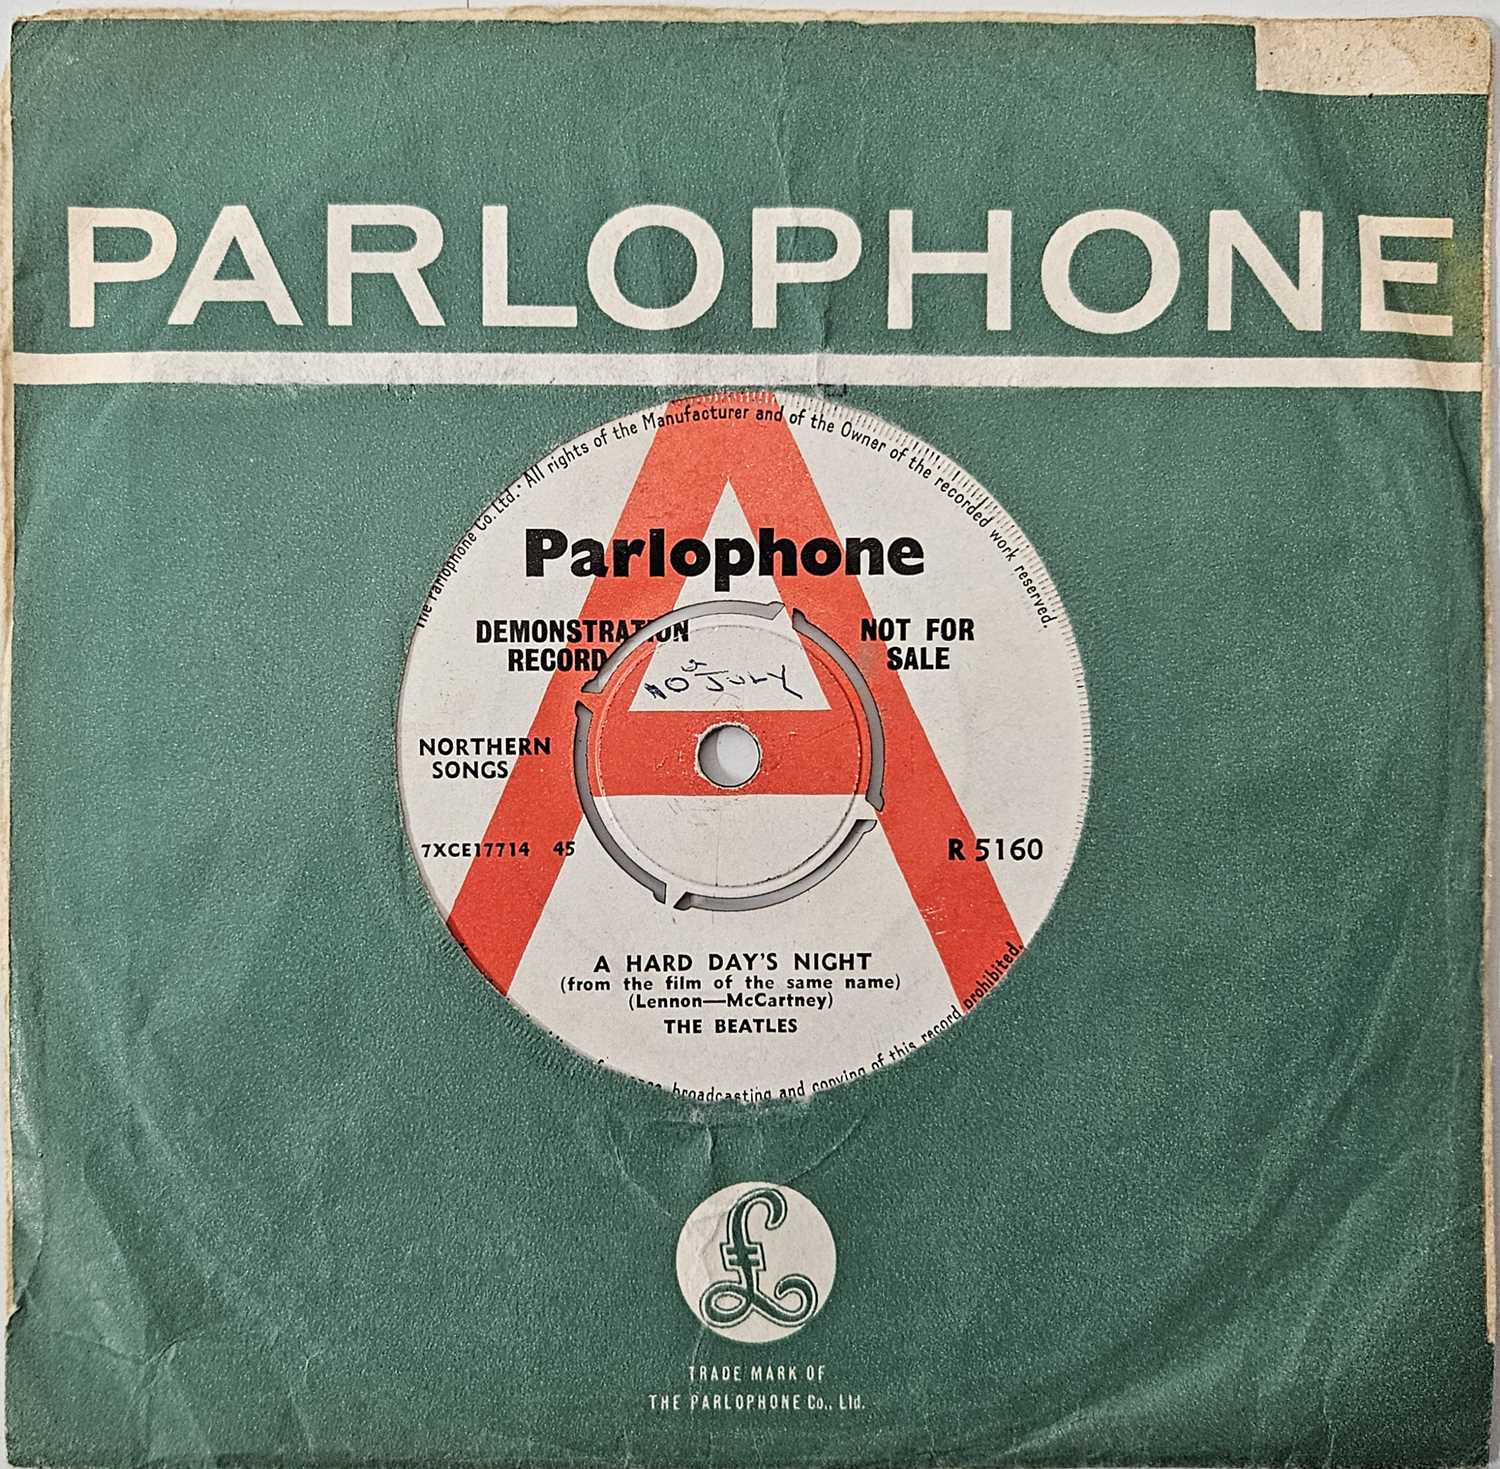 PARLOPHONE
The Parlophone Co. Ltd. · All rights of the Manufacturer and of the Owner of the recorded work reserved.
Parlophone
DEMONSTRATION
RECORD
NOT FOR
SALE
JULY
NORTHERN
SONGS
7XCE17714 45
R 5160
A HARD DAY'S NIGHT
(from the film of the same name)
(Lennon—McCartney)
THE BEATLES
broadcasting and copying of this record prohibited.
£
TRADE MARK OF
THE PARLOPHONE Co., Ltd.